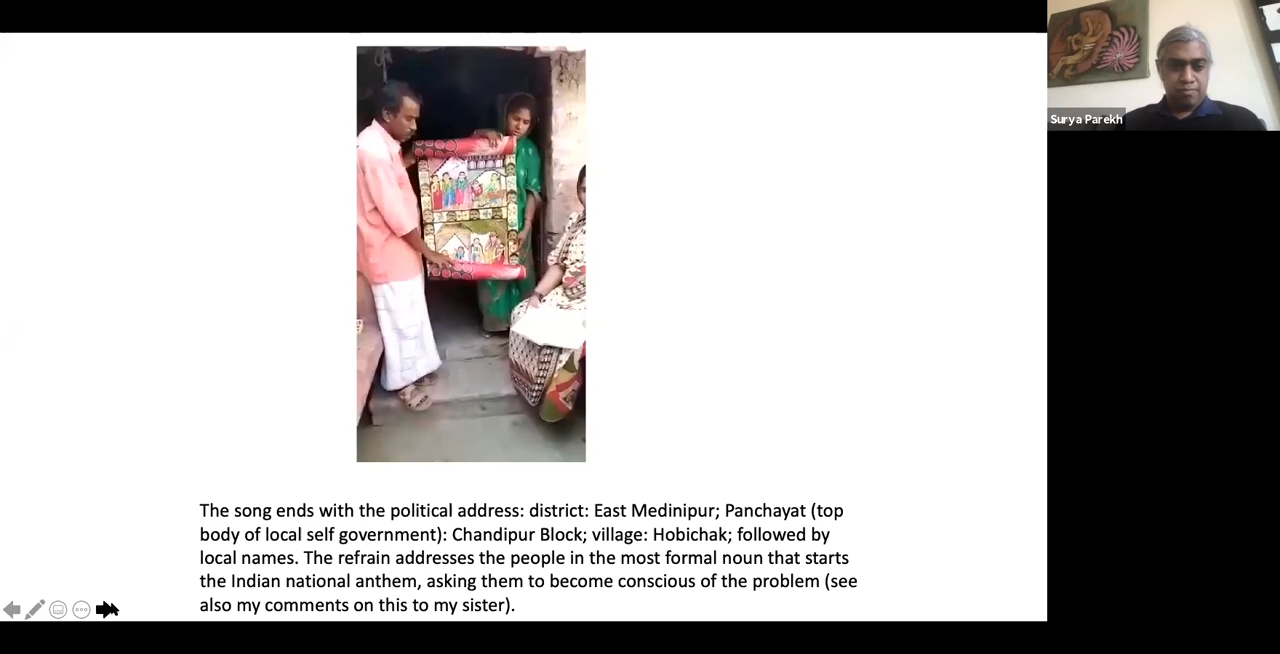 Surya Parekh
The song ends with the political address: district: East Medinipur; Panchayat (top
body of local self government): Chandipur Block; village: Hobichak; followed by
local names. The refrain addresses the people in the most formal noun that starts
the Indian national anthem, asking them to become conscious of the problem (see
also my comments on this to my sister).